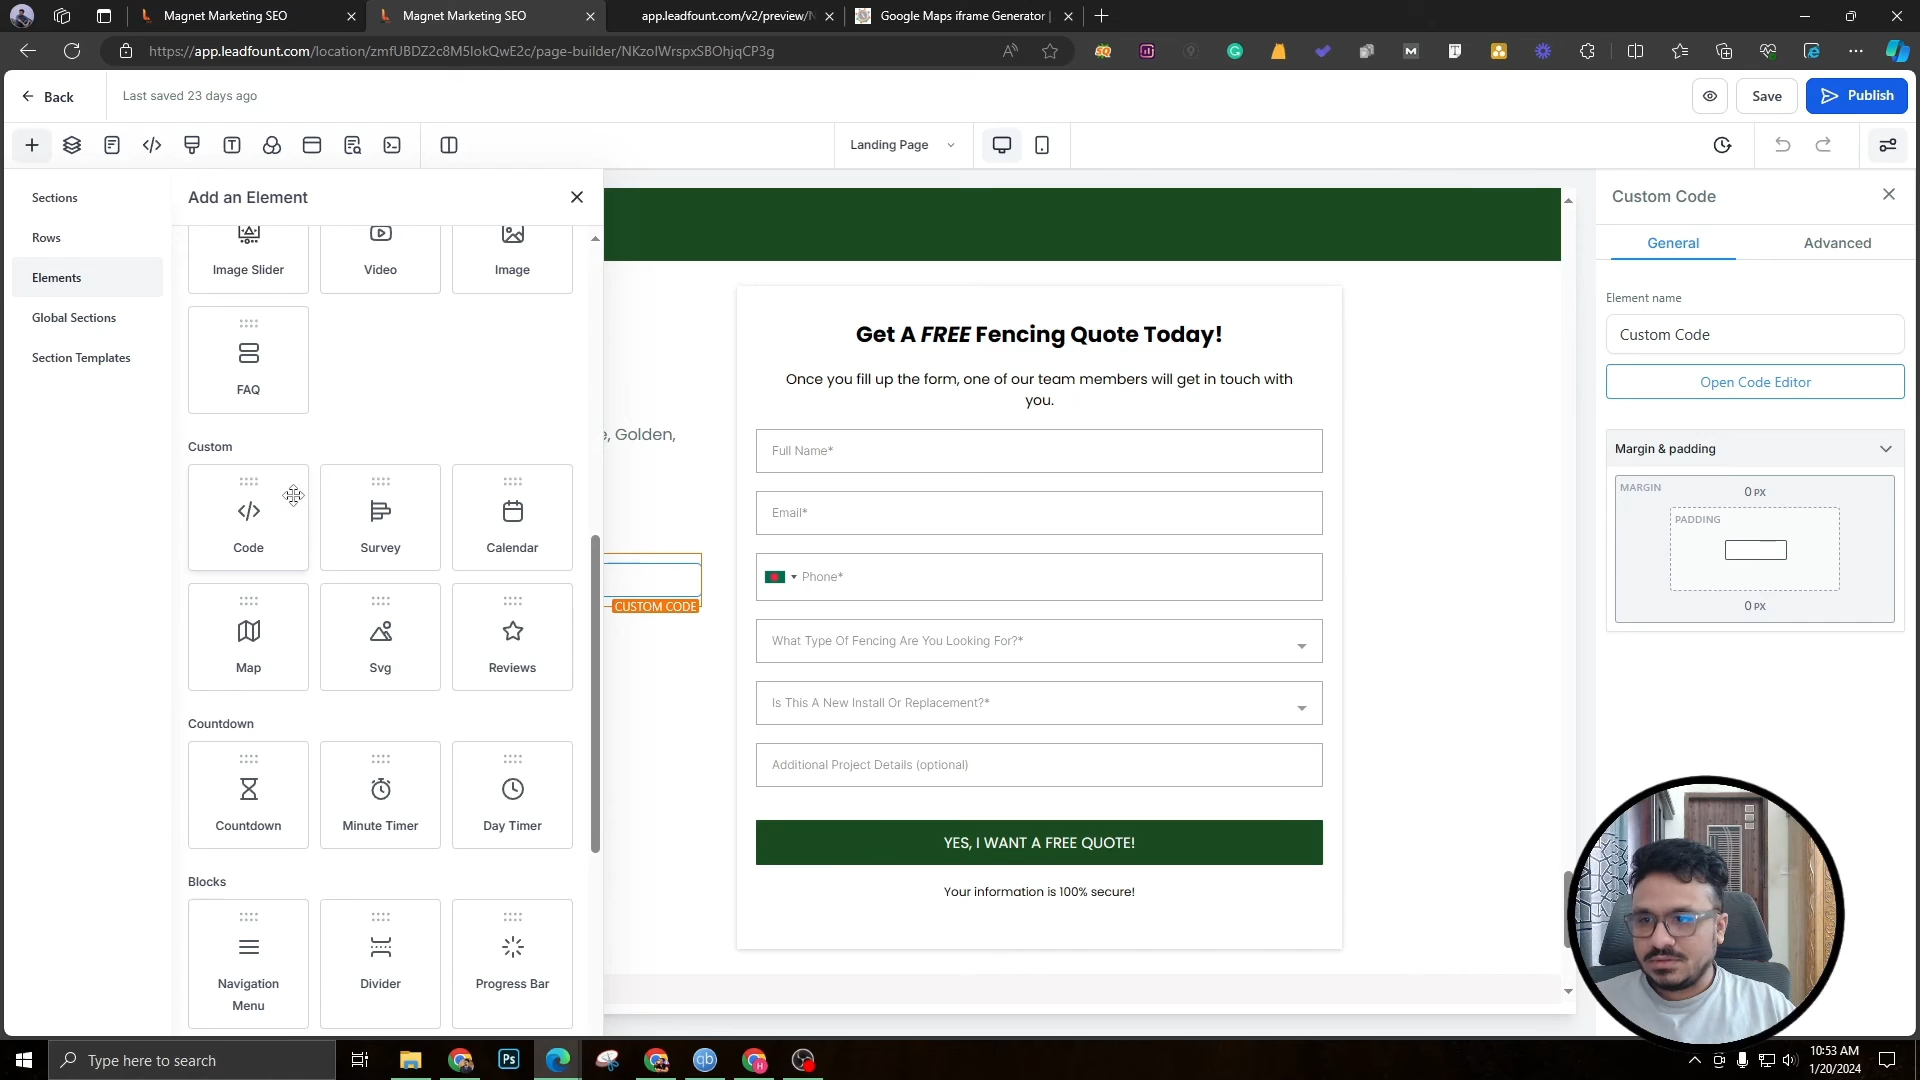 Magnet Marketing SEO
Magnet Marketing SEO
app.leadfount.com/v2/preview/N
Google Maps iframe Generator |
https://app.leadfount.com/location/zmfUBDZ2c8M5IokQwE2c/page-builder/NKzoIWrspxSBOhjqCP3g
Back
Last saved 23 days ago
Save
Publish
Landing Page
Sections
Rows
Elements
Global Sections
Section Templates
Add an Element
Image Slider
Video
Image
FAQ
Custom
Code
Survey
Calendar
Map
Svg
Reviews
Countdown
Countdown
Minute Timer
Day Timer
Blocks
Navigation
Menu
Divider
Progress Bar
Golden,
CUSTOM CODE
Get A FREE Fencing Quote Today!
Once you fill up the form, one of our team members will get in touch with
you.
Full Name*
Email*
Phone*
What Type Of Fencing Are You Looking For?*
Is This A New Install Or Replacement?*
Additional Project Details (optional)
YES, I WANT A FREE QUOTE!
Your information is 100% secure!
Custom Code
General
Advanced
Element name
Custom Code
Open Code Editor
Margin & padding
MARGIN
0 PX
PADDING
0 PX
Type here to search
10:53 AM
1/20/2024